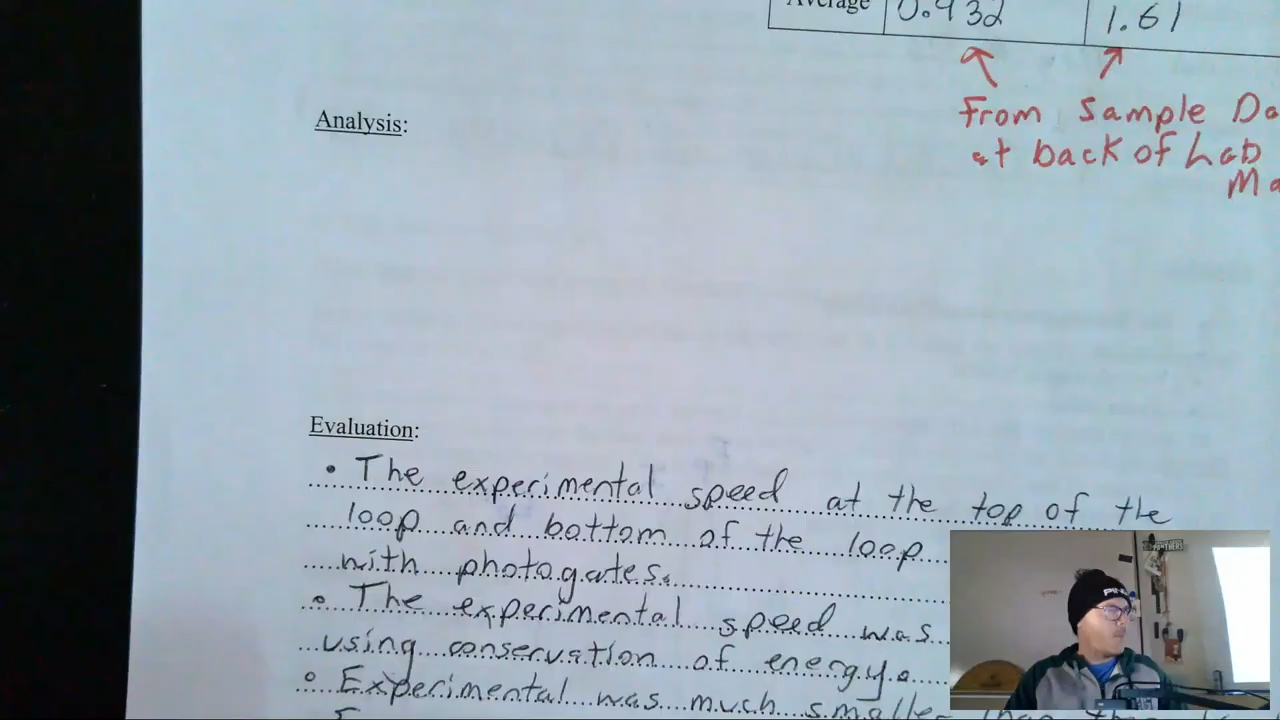 Average 0.932 1.61
From Sample Da
at back of Lab
Ma
Analysis:
Evaluation:
• The experimental speed at the top of the
loop and bottom of the loop
with photogates.
• The experimental speed was
using conservation of energy.
• Experimental was much smaller than